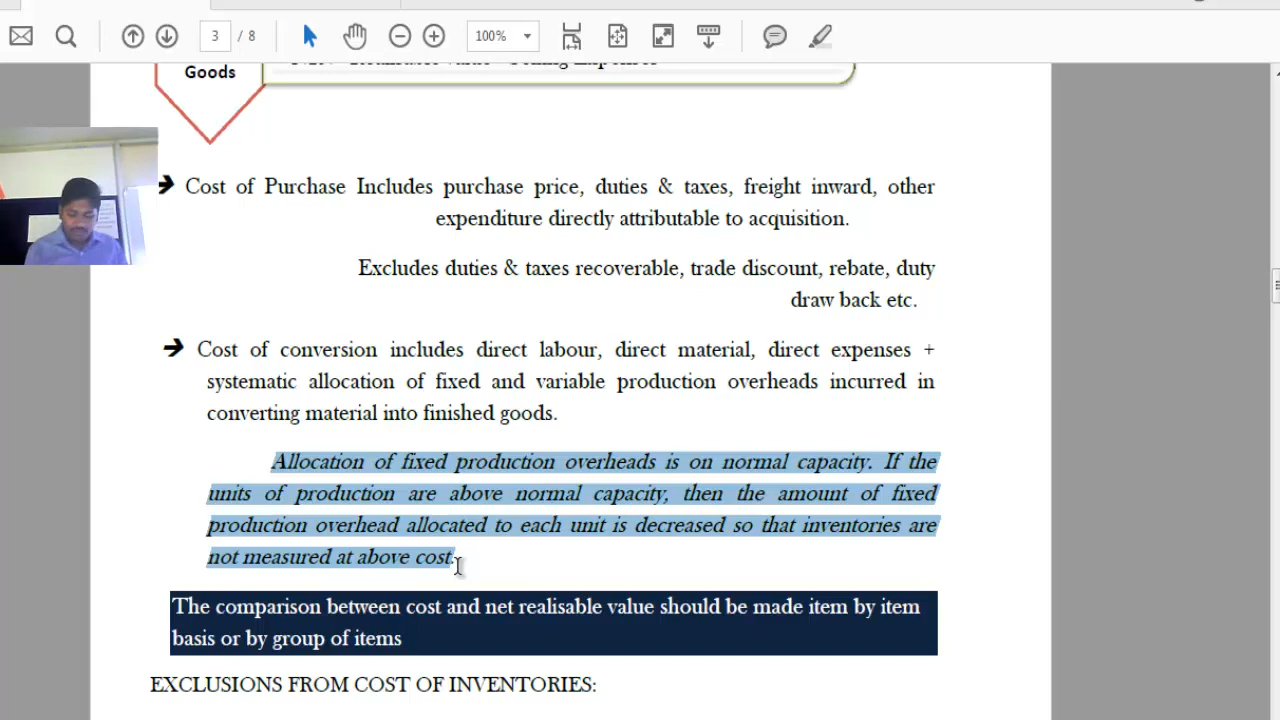 3 / 8
100%
Goods
Cost of Purchase Includes purchase price, duties & taxes, freight inward, other
expenditure directly attributable to acquisition.
Excludes duties & taxes recoverable, trade discount, rebate, duty
draw back etc.
Cost of conversion includes direct labour, direct material, direct expenses +
systematic allocation of fixed and variable production overheads incurred in
converting material into finished goods.
Allocation of fixed production overheads is on normal capacity. If the
units of production are above normal capacity, then the amount of fixed
production overhead allocated to each unit is decreased so that inventories are
not measured at above cost.
The comparison between cost and net realisable value should be made item by item
basis or by group of items
EXCLUSIONS FROM COST OF INVENTORIES: